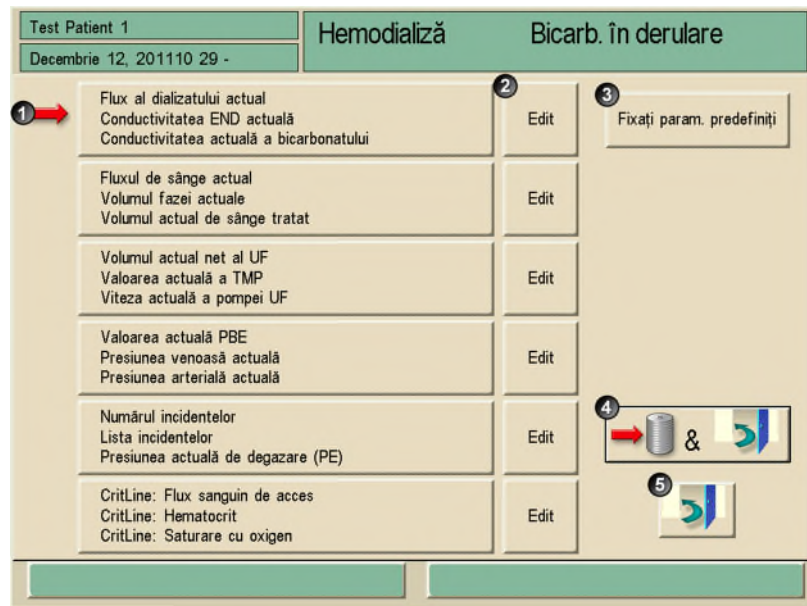 Test Patient 1
Decembrie 12, 201110 29 -
Hemodializă Bicarb. în derulare
1
Flux al dializatului actual
Conductivitatea END actuală
Conductivitatea actuală a bicarbonatului
2
Edit
3
Fixați param. predefiniți
Fluxul de sânge actual
Volumul fazei actuale
Volumul actual de sânge tratat
Edit
Volumul actual net al UF
Valoarea actuală a TMP
Viteza actuală a pompei UF
Edit
Valoarea actuală PBE
Presiunea venoasă actuală
Presiunea arterială actuală
Edit
Numărul incidentelor
Lista incidentelor
Presiunea actuală de degazare (PE)
Edit
4
&
CritLine: Flux sanguin de acces
CritLine: Hematocrit
CritLine: Saturare cu oxigen
Edit
5